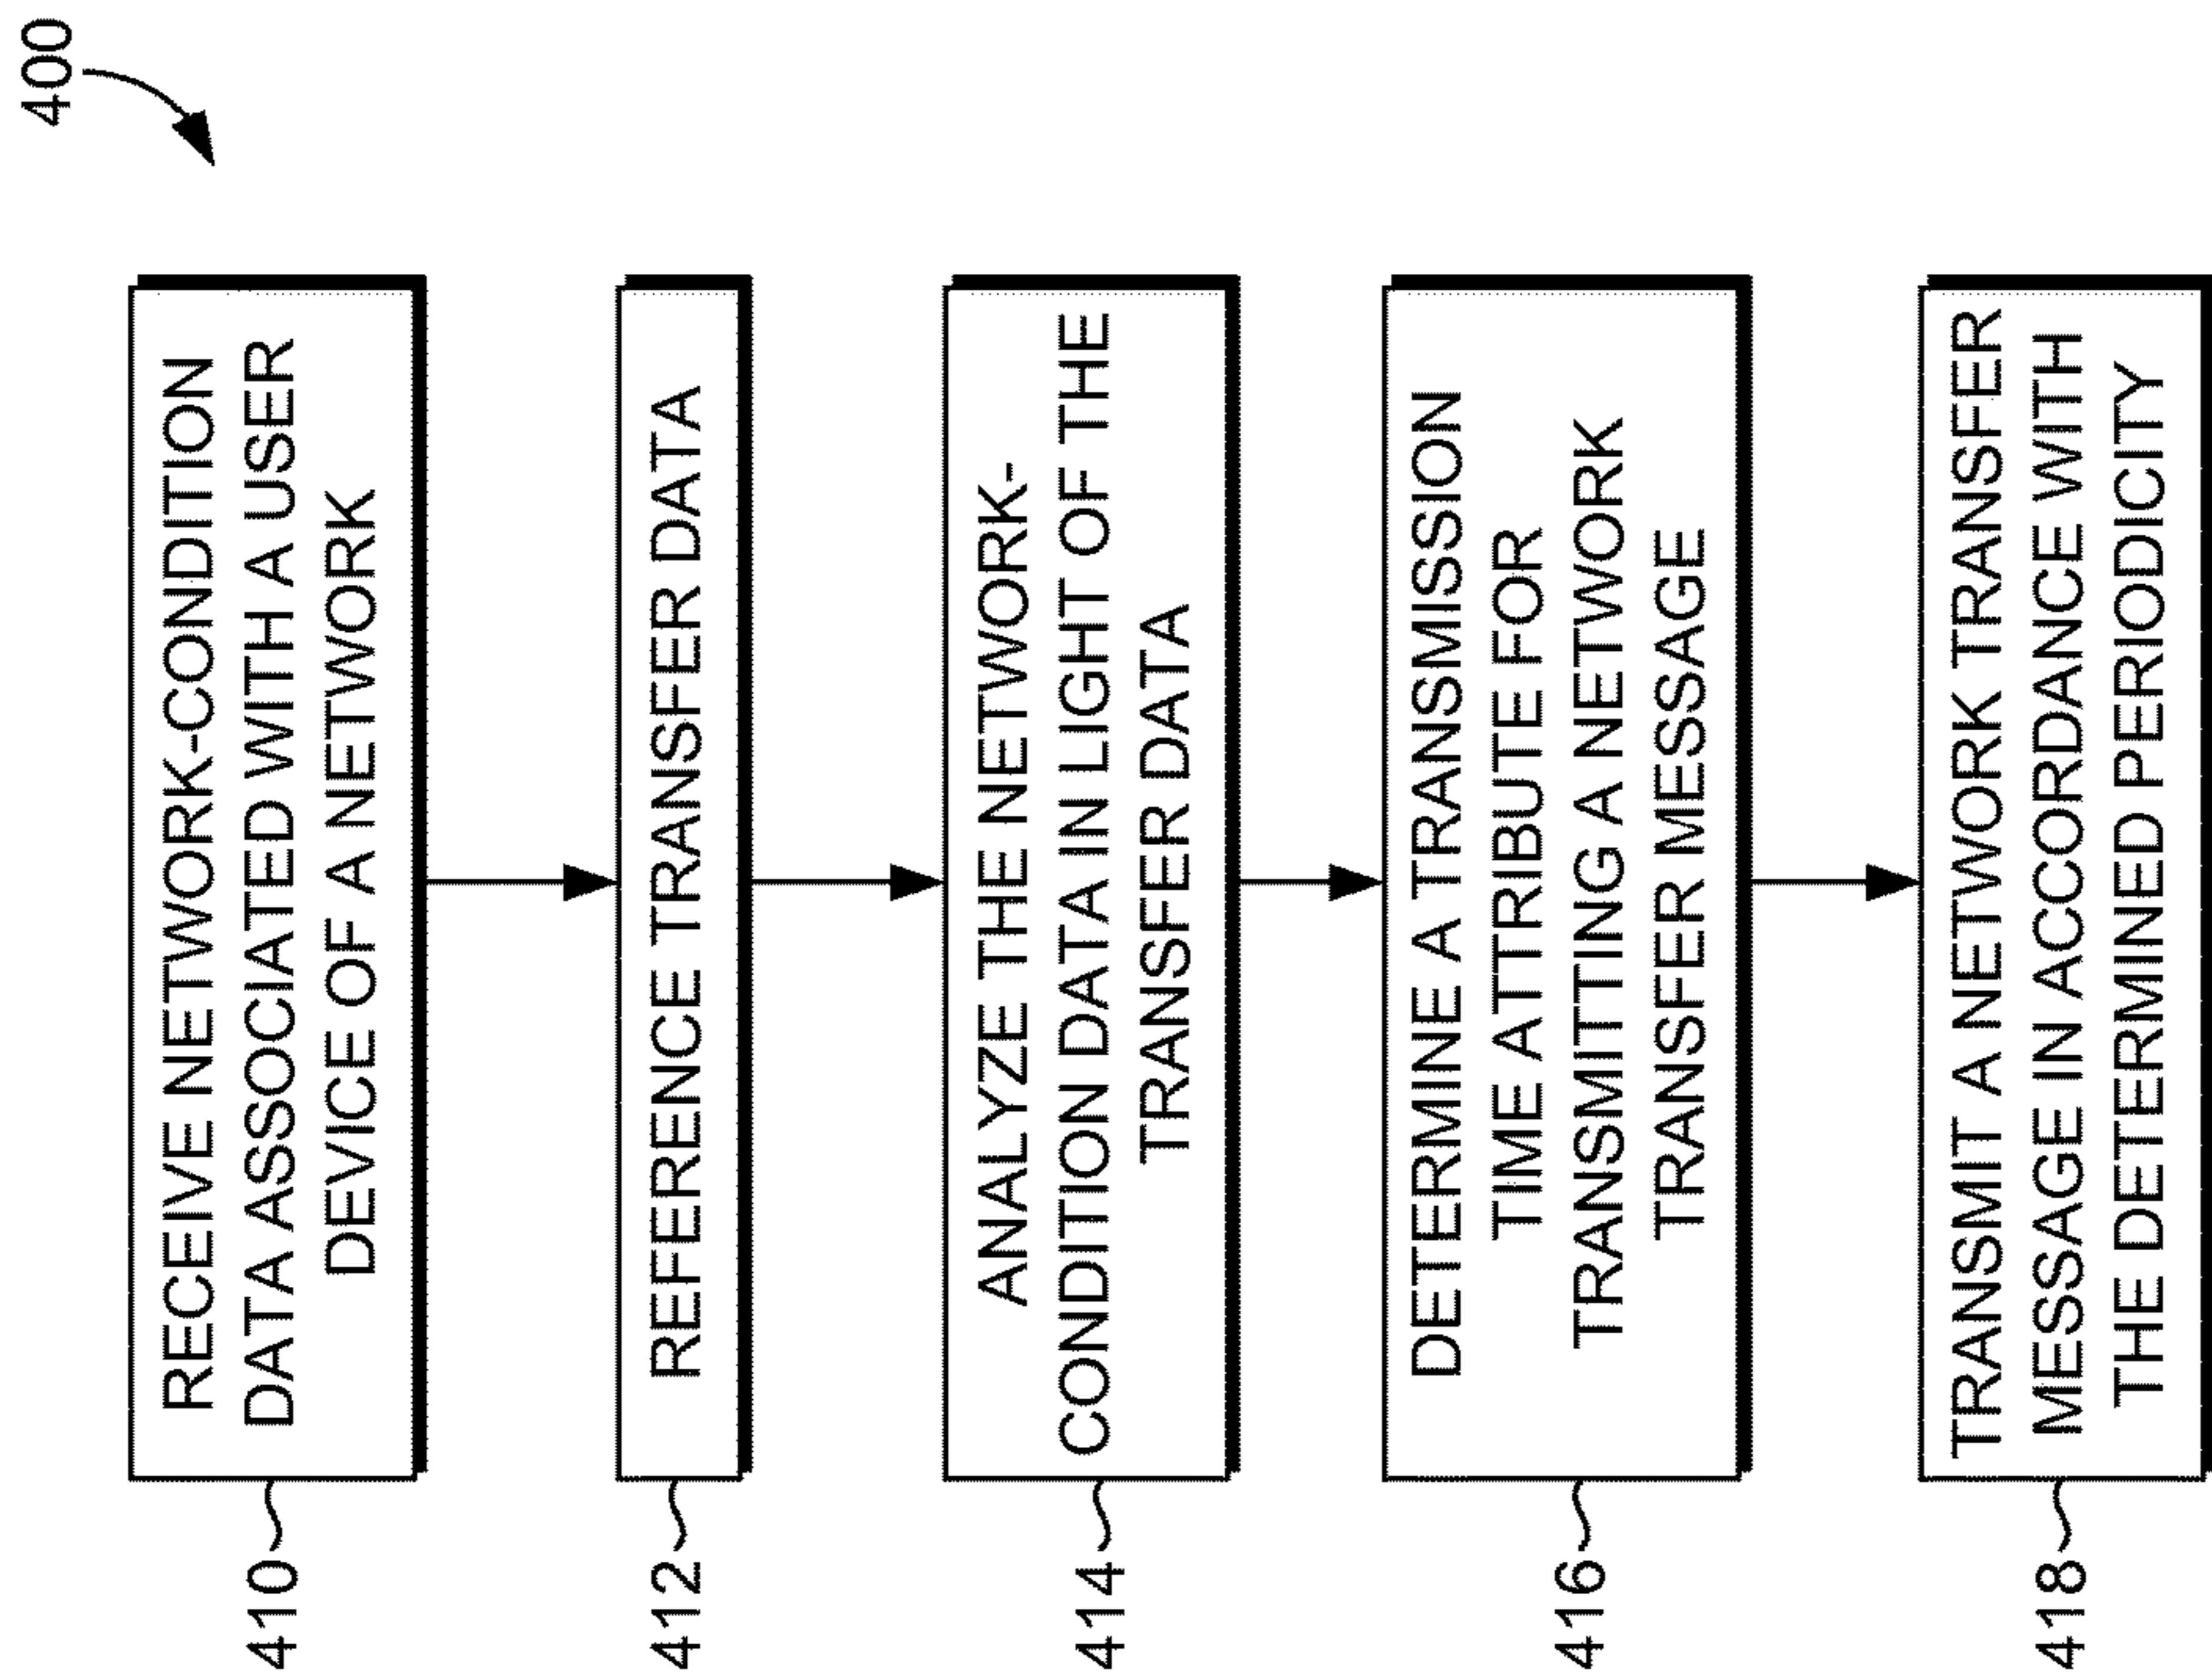 400
410
RECEIVE NETWORK-CONDITION
DATA ASSOCIATED WITH A USER
DEVICE OF A NETWORK
412
REFERENCE TRANSFER DATA
414
ANALYZE THE NETWORK-
CONDITION DATA IN LIGHT OF THE
TRANSFER DATA
416
DETERMINE A TRANSMISSION
TIME ATTRIBUTE FOR
TRANSMITTING A NETWORK
TRANSFER MESSAGE
418
TRANSMIT A NETWORK TRANSFER
MESSAGE IN ACCORDANCE WITH
THE DETERMINED PERIODICITY